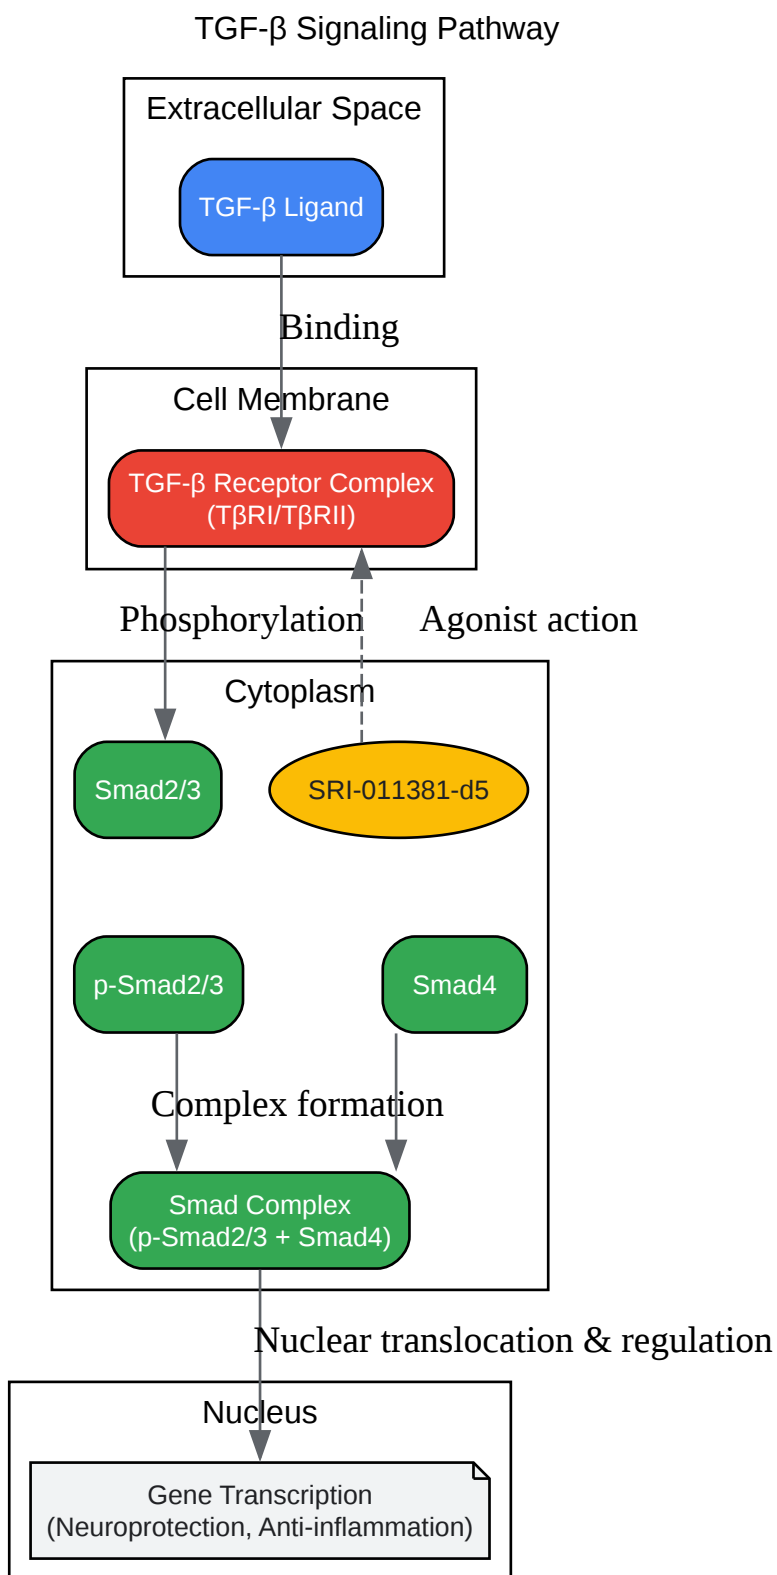 TGF-β Signaling Pathway
Extracellular Space
TGF-β Ligand
Binding
Cell Membrane
TGF-β Receptor Complex
(TβRI/TβRII)
Phosphorylation
Agonist action
Cytoplasm
Smad2/3
SRI-011381-d5
p-Smad2/3
Smad4
Complex formation
Smad Complex
(p-Smad2/3 + Smad4)
Nuclear translocation & regulation
Nucleus
Gene Transcription
(Neuroprotection, Anti-inflammation)